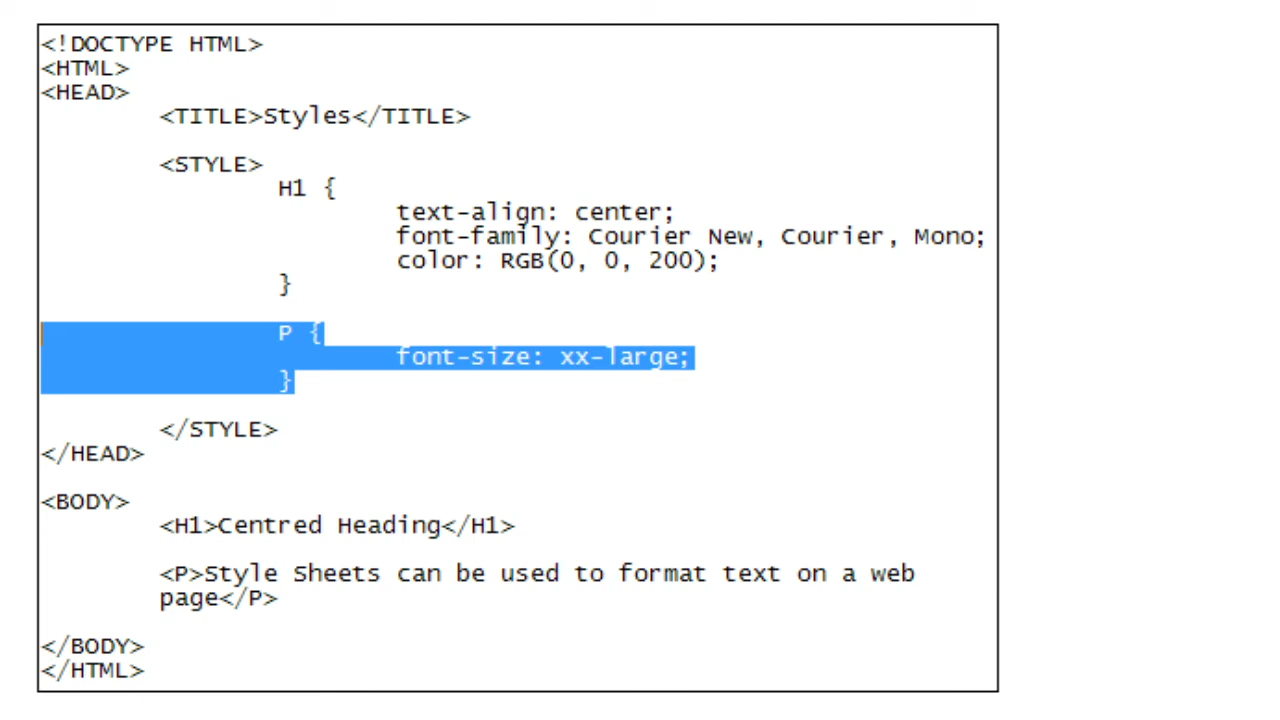 <!DOCTYPE HTML>
<HTML>
<HEAD>
<TITLE>Styles</TITLE>
<STYLE>
H1 {
text-align: center;
font-family: Courier New, Courier, Mono;
color: RGB(0, 0, 200);
}
P {
font-size: xx-large;
}
</STYLE>
</HEAD>
<BODY>
<H1>Centred Heading</H1>
<P>Style Sheets can be used to format text on a web
page</P>
</BODY>
</HTML>